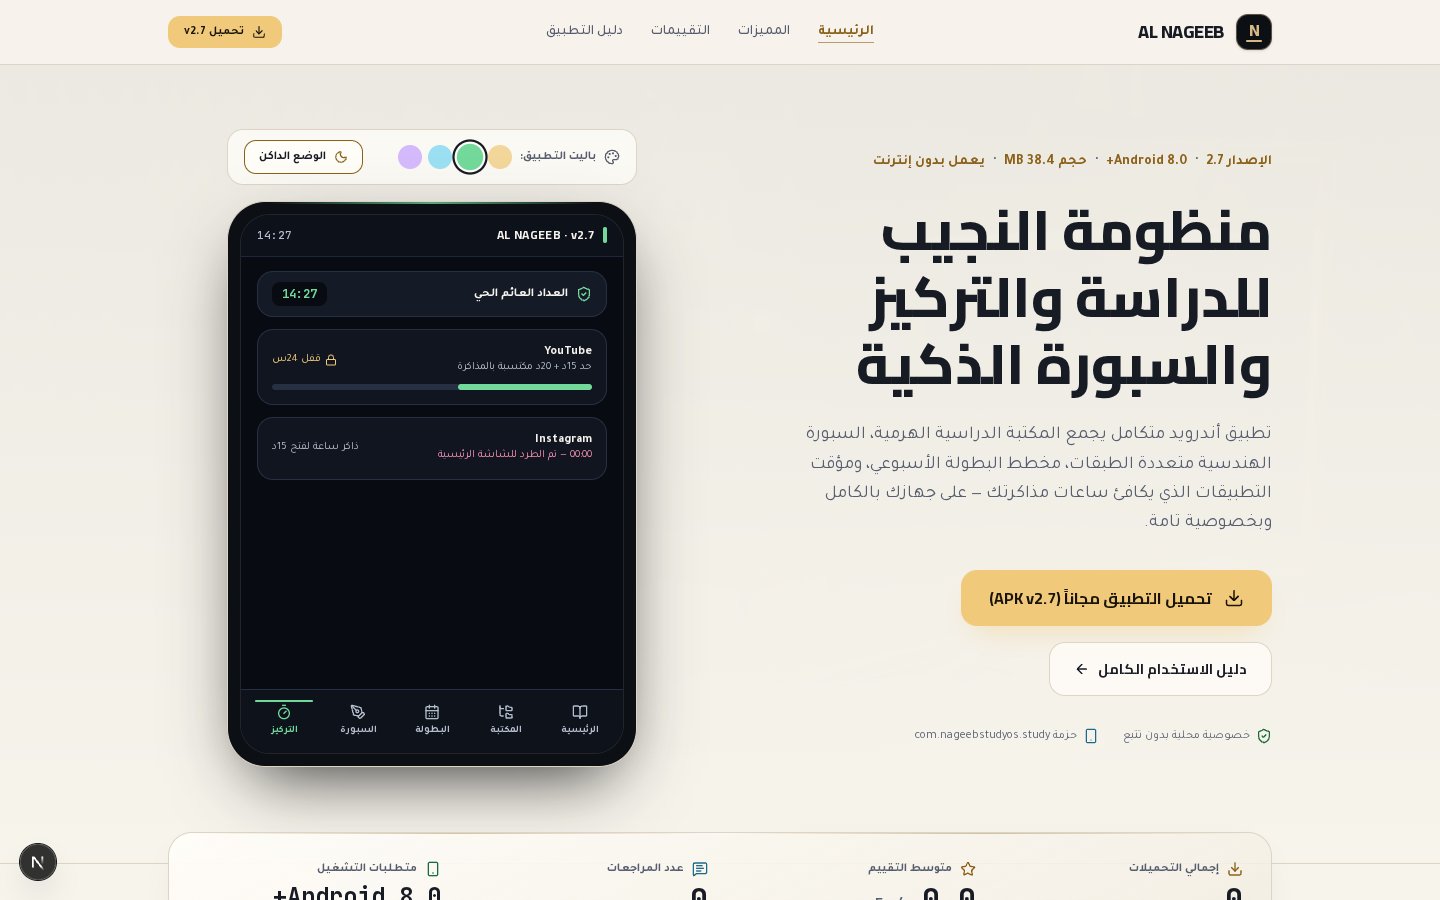 N
AL NAGEEB
الرئيسية
المميزات
التقييمات
دليل التطبيق
تحميل v2.7
الإصدار 2.7 · Android 8.0+ · حجم 38.4 MB · يعمل بدون إنترنت
منظومة النجيب
للدراسة والتركيز
والسبورة الذكية
تطبيق أندرويد متكامل يجمع المكتبة الدراسية الهرمية، السبورة
الهندسية متعددة الطبقات، مخطط البطولة الأسبوعي، ومؤقت
التطبيقات الذي يكافئ ساعات مذاكرتك – على جهازك بالكامل
وبخصوصية تامة.
تحميل التطبيق مجاناً (APK v2.7)
دليل الاستخدام الكامل ←
خصوصية محلية بدون تتبع
حزمة com.nageebstudyos.study
باليت التطبيق:
الوضع الداكن
AL NAGEEB · v2.7
14:27
العداد العائم الحي
14:27
YouTube
حد 15د + 20د مكتسبة بالمذاكرة
قفل 24س
Instagram
00:00 – تم الطرد للشاشة الرئيسية
ذاكر ساعة لفتح 15د
الرئيسية
المكتبة
البطولة
السبورة
التركيز
إجمالي التحميلات
متوسط التقييم
عدد المراجعات
متطلبات التشغيل
Android 8.0+
N